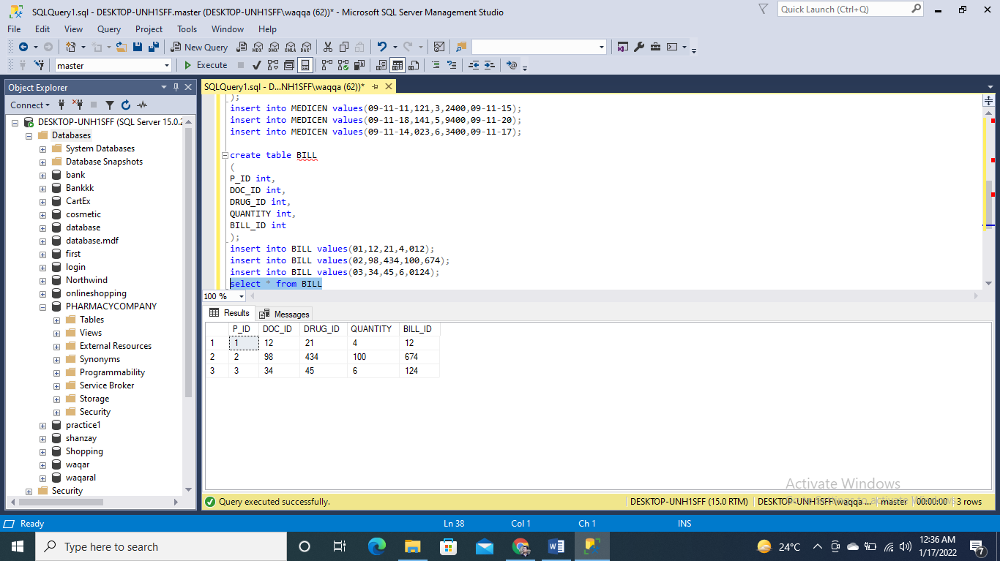 SQLQuery1.sql - DESKTOP-UNH1SFF.master (DESKTOP-UNH1SFF\waqqa (62))* - Microsoft SQL Server Management Studio
Quick Launch (Ctrl+Q)
File Edit View Query Project Tools Window Help
New Query
MDX DMX XMLA DAX
master
Execute
Object Explorer
Connect
DESKTOP-UNH1SFF (SQL Server 15.0.2
Databases
System Databases
Database Snapshots
bank
Bankkk
CartEx
cosmetic
database
database.mdf
first
login
Northwind
onlineshopping
PHARMACYCOMPANY
Tables
Views
External Resources
Synonyms
Programmability
Service Broker
Storage
Security
practice1
shanzay
Shopping
waqar
waqaral
Security
SQLQuery1.sql - D...NH1SFF\waqqa (62))*
);
insert into MEDICEN values(09-11-11,121,3,2400,09-11-15);
insert into MEDICEN values(09-11-18,141,5,9400,09-11-20);
insert into MEDICEN values(09-11-14,023,6,3400,09-11-17);
create table BILL
(
P_ID int,
DOC_ID int,
DRUG_ID int,
QUANTITY int,
BILL_ID int
);
insert into BILL values(01,12,21,4,012);
insert into BILL values(02,98,434,100,674);
insert into BILL values(03,34,45,6,0124);
select * from BILL
100 %
Results Messages
P_ID DOC_ID DRUG_ID QUANTITY BILL_ID
1 1 12 21 4 12
2 2 98 434 100 674
3 3 34 45 6 124
Activate Windows
Go to Settings to activate Windows.
Query executed successfully.
DESKTOP-UNH1SFF (15.0 RTM) DESKTOP-UNH1SFF\waqqa ... master 00:00:00 3 rows
Ready Ln 38 Col 1 Ch 1 INS
Type here to search
24°C
12:36 AM
1/17/2022
7